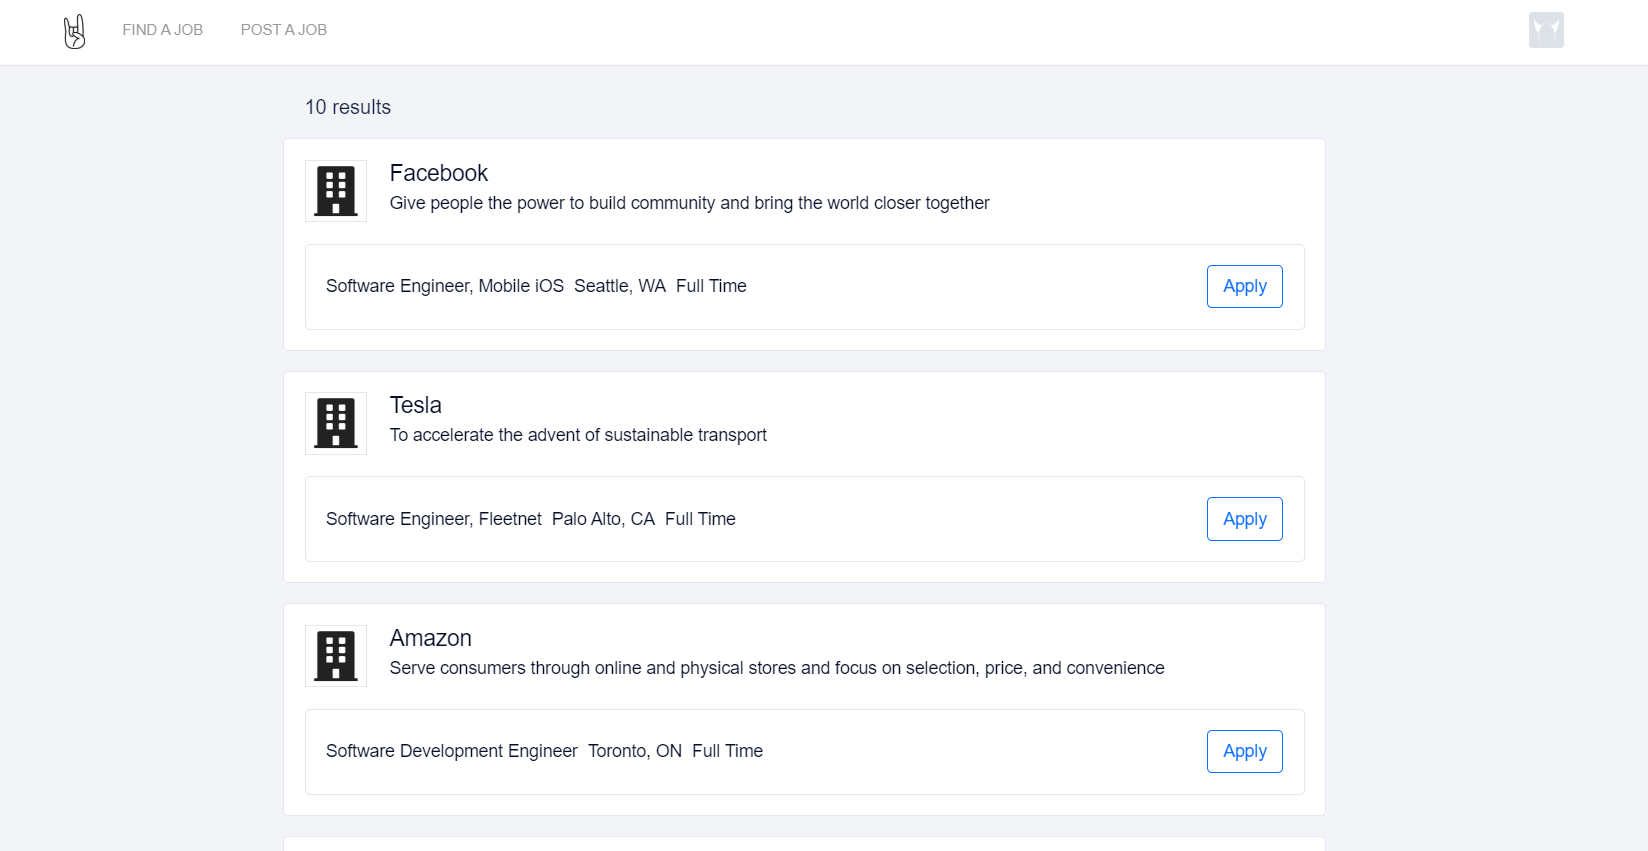 FIND A JOB POST A JOB
10 results
Facebook
Give people the power to build community and bring the world closer together
Software Engineer, Mobile iOS Seattle, WA Full Time Apply
Tesla
To accelerate the advent of sustainable transport
Software Engineer, Fleetnet Palo Alto, CA Full Time Apply
Amazon
Serve consumers through online and physical stores and focus on selection, price, and convenience
Software Development Engineer Toronto, ON Full Time Apply